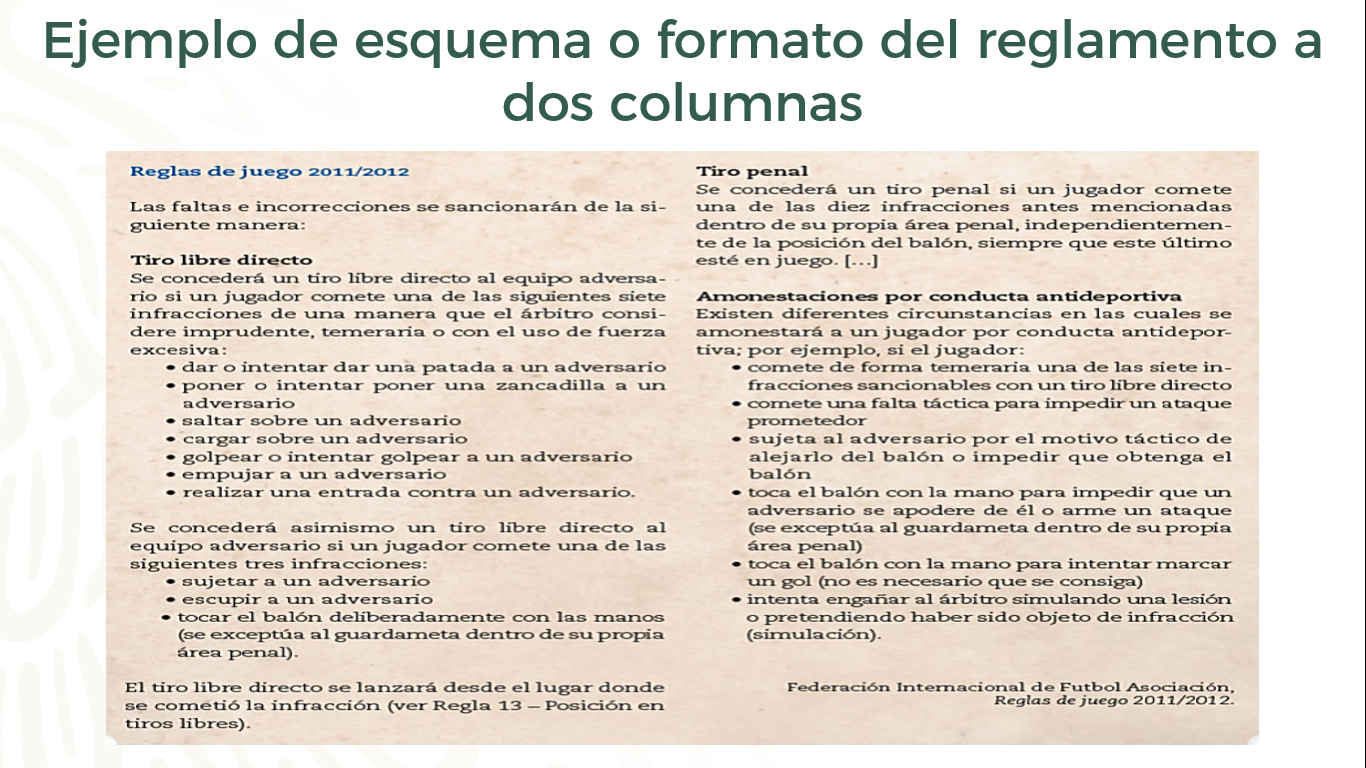 Ejemplo de esquema o formato del reglamento a
dos columnas
Reglas de juego 2011/2012
Las faltas e incorrecciones se sancionarán de la si-
guiente manera:
Tiro libre directo
Se concederá un tiro libre directo al equipo adversa-
rio si un jugador comete una de las siguientes siete
infracciones de una manera que el árbitro consi-
dere imprudente, temeraria o con el uso de fuerza
excesiva:
• dar o intentar dar una patada a un adversario
• poner o intentar poner una zancadilla a un
adversario
• saltar sobre un adversario
• cargar sobre un adversario
• golpear o intentar golpear a un adversario
• empujar a un adversario
• realizar una entrada contra un adversario.
Se concederá asimismo un tiro libre directo al
equipo adversario si un jugador comete una de las
siguientes tres infracciones:
• sujetar a un adversario
• escupir a un adversario
• tocar el balón deliberadamente con las manos
(se exceptúa al guardameta dentro de su propia
área penal).
El tiro libre directo se lanzará desde el lugar donde
se cometió la infracción (ver Regla 13 – Posición en
tiros libres).
Tiro penal
Se concederá un tiro penal si un jugador comete
una de las diez infracciones antes mencionadas
dentro de su propia área penal, independientemen-
te de la posición del balón, siempre que este último
esté en juego. [...]
Amonestaciones por conducta antideportiva
Existen diferentes circunstancias en las cuales se
amonestará a un jugador por conducta antidepor-
tiva; por ejemplo, si el jugador:
• comete de forma temeraria una de las siete in-
fracciones sancionables con un tiro libre directo
• comete una falta táctica para impedir un ataque
prometedor
• sujeta al adversario por el motivo táctico de
alejarlo del balón o impedir que obtenga el
balón
• toca el balón con la mano para impedir que un
adversario se apodere de él o arme un ataque
(se exceptúa al guardameta dentro de su propia
área penal)
• toca el balón con la mano para intentar marcar
un gol (no es necesario que se consiga)
• intenta engañar al árbitro simulando una lesión
o pretendiendo haber sido objeto de infracción
(simulación).
Federación Internacional de Futbol Asociación,
Reglas de juego 2011/2012.